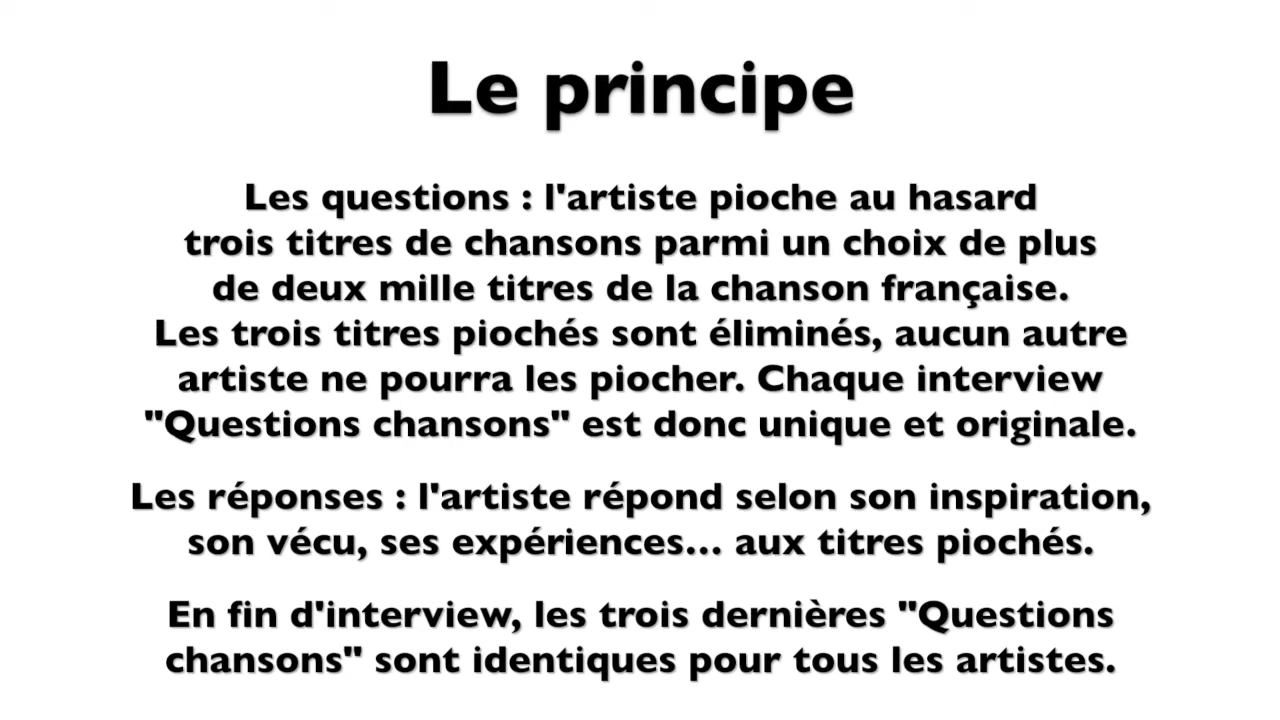 Le principe
Les questions : l'artiste pioche au hasard
trois titres de chansons parmi un choix de plus
de deux mille titres de la chanson française.
Les trois titres piochés sont éliminés, aucun autre
artiste ne pourra les piocher. Chaque interview
"Questions chansons" est donc unique et originale.
Les réponses : l'artiste répond selon son inspiration,
son vécu, ses expériences… aux titres piochés.
En fin d'interview, les trois dernières "Questions
chansons" sont identiques pour tous les artistes.